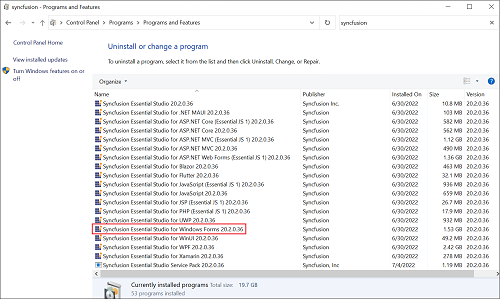 Programs and Features
Control Panel > Programs > Programs and Features
syncfusion
Control Panel Home
View installed updates
Turn Windows features on or off
Uninstall or change a program
To uninstall a program, select it from the list and then click Uninstall, Change, or Repair.
Organize
Name Publisher Installed On Size Version
Syncfusion Essential Studio 20.2.0.36 Syncfusion Inc. 6/30/2022 10.8 MB 20.2.0.36
Syncfusion Essential Studio for .NET MAUI 20.2.0.36 Syncfusion 6/30/2022 103 MB 20.2.0.36
Syncfusion Essential Studio for ASP.NET Core (Essential JS 1) 20.2.0.36 Syncfusion 6/30/2022 582 MB 20.2.0.36
Syncfusion Essential Studio for ASP.NET Core 20.2.0.36 Syncfusion 6/30/2022 562 MB 20.2.0.36
Syncfusion Essential Studio for ASP.NET MVC (Essential JS 1) 20.2.0.36 Syncfusion 6/30/2022 1.12 GB 20.2.0.36
Syncfusion Essential Studio for ASP.NET MVC 20.2.0.36 Syncfusion 6/30/2022 490 MB 20.2.0.36
Syncfusion Essential Studio for ASP.NET Web Forms (Essential JS 1) 20.2.0.36 Syncfusion 6/30/2022 1.36 GB 20.2.0.36
Syncfusion Essential Studio for Blazor 20.2.0.36 Syncfusion 6/30/2022 463 MB 20.2.0.36
Syncfusion Essential Studio for Flutter 20.2.0.36 Syncfusion 6/30/2022 32.1 MB 20.2.0.36
Syncfusion Essential Studio for JavaScript (Essential JS 1) 20.2.0.36 Syncfusion 6/30/2022 936 MB 20.2.0.36
Syncfusion Essential Studio for JavaScript 20.2.0.36 Syncfusion 6/30/2022 659 MB 20.2.0.36
Syncfusion Essential Studio for JSP (Essential JS 1) 20.2.0.36 Syncfusion 6/30/2022 26.7 MB 20.2.0.36
Syncfusion Essential Studio for PHP (Essential JS 1) 20.2.0.36 Syncfusion 6/30/2022 17.9 MB 20.2.0.36
Syncfusion Essential Studio for UWP 20.2.0.36 Syncfusion 6/30/2022 932 MB 20.2.0.36
Syncfusion Essential Studio for Windows Forms 20.2.0.36 Syncfusion 6/30/2022 1.53 GB 20.2.0.36
Syncfusion Essential Studio for WinUI 20.2.0.36 Syncfusion 6/30/2022 49.2 MB 20.2.0.36
Syncfusion Essential Studio for WPF 20.2.0.36 Syncfusion 6/30/2022 2.42 GB 20.2.0.36
Syncfusion Essential Studio for Xamarin 20.2.0.36 Syncfusion 6/30/2022 278 MB 20.2.0.36
Syncfusion Essential Studio Service Pack 20.2.0.36 Syncfusion, Inc 7/4/2022 1.19 MB 20.2.0.36
Currently installed programs Total size: 19.7 GB
53 programs installed